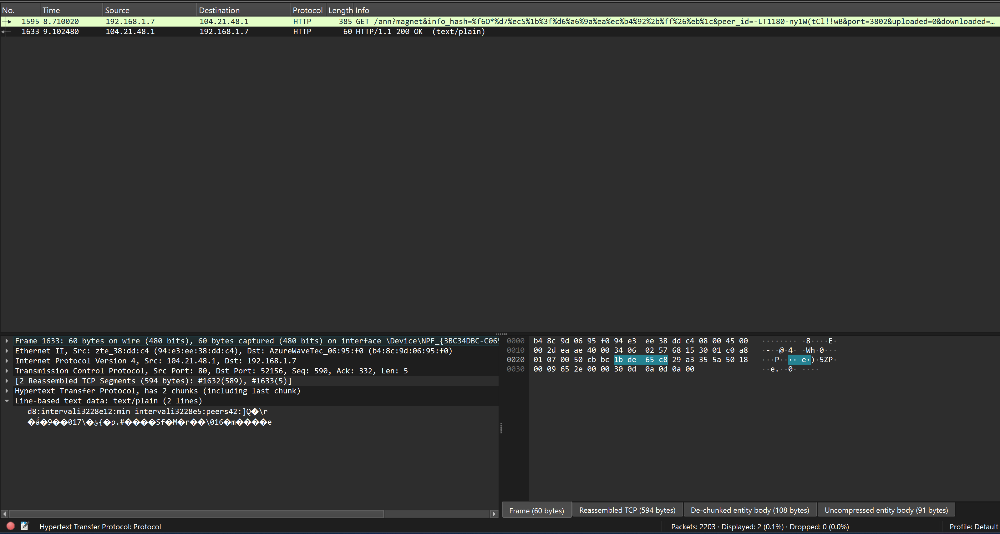 No. Time Source Destination Protocol Length Info
1595 8.710020 192.168.1.7 104.21.48.1 HTTP 385 GET /ann?magnet&info_hash=%f6O*%d7%ecS%1b%3f%d6%a6%9a%ea%ec%b4%92%2b%ff%26%eb%1c&peer_id=-LT1180-ny1W(tCl!!wB&port=3802&uploaded=0&downloaded=…
1633 9.102480 104.21.48.1 192.168.1.7 HTTP 60 HTTP/1.1 200 OK (text/plain)
Frame 1633: 60 bytes on wire (480 bits), 60 bytes captured (480 bits) on interface \Device\NPF_{3BC34DBC-C065
Ethernet II, Src: zte_38:dd:c4 (94:e3:ee:38:dd:c4), Dst: AzureWaveTec_06:95:f0 (b4:8c:9d:06:95:f0)
Internet Protocol Version 4, Src: 104.21.48.1, Dst: 192.168.1.7
Transmission Control Protocol, Src Port: 80, Dst Port: 52156, Seq: 590, Ack: 332, Len: 5
[2 Reassembled TCP Segments (594 bytes): #1632(589), #1633(5)]
Hypertext Transfer Protocol, has 2 chunks (including last chunk)
Line-based text data: text/plain (2 lines)
d8:intervali3228e12:min intervali3228e5:peers42:]Q�\r
�9��017\�{�p.#����Sf�M�r��\016�m����e
0000 b4 8c 9d 06 95 f0 94 e3 ee 38 dd c4 08 00 45 00 ·········8····E·
0010 00 2d ea ae 40 00 34 06 02 57 68 15 30 01 c0 a8 ·-··@·4··Wh·0···
0020 01 07 00 50 cb bc 1b de 65 c8 29 a3 35 5a 50 18 ···P····e·)·5ZP·
0030 00 09 65 2e 00 00 30 0d 0a 0d 0a 00 ··e.··0·····
Frame (60 bytes) Reassembled TCP (594 bytes) De-chunked entity body (108 bytes) Uncompressed entity body (91 bytes)
Hypertext Transfer Protocol: Protocol Packets: 2203 · Displayed: 2 (0.1%) · Dropped: 0 (0.0%) Profile: Default